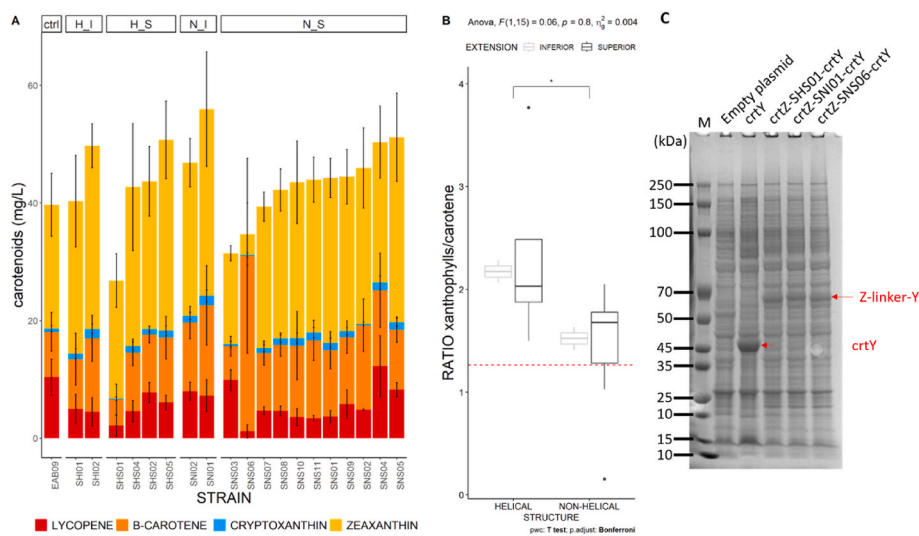 A
ctrl H_I H_S N_I N_S
60
40
20
0
carotenoids (mg/L)
EAB09 SHI01 SHI02 SHS01 SHS04 SHS02 SHS05 SNI02 SNI01 SNS03 SNS06 SNS07 SNS08 SNS10 SNS11 SNS01 SNS09 SNS02 SNS04 SNS05
STRAIN
LYCOPENE B-CAROTENE CRYPTOXANTHIN ZEAXANTHIN
B
Anova, F(1,15) = 0.06, p = 0.8, η²g = 0.004
EXTENSION INFERIOR SUPERIOR
*
4
3
2
1
0
RATIO xanthophylls/carotene
HELICAL NON-HELICAL
STRUCTURE
pwc: T test; p.adjust: Bonferroni
C
M Empty plasmid crtY crtZ-SHS01-crtY crtZ-SNI01-crtY crtZ-SNS06-crtY
(kDa)
250
150
100
70
50
45
35
25
10
15
10
Z-linker-Y
crtY